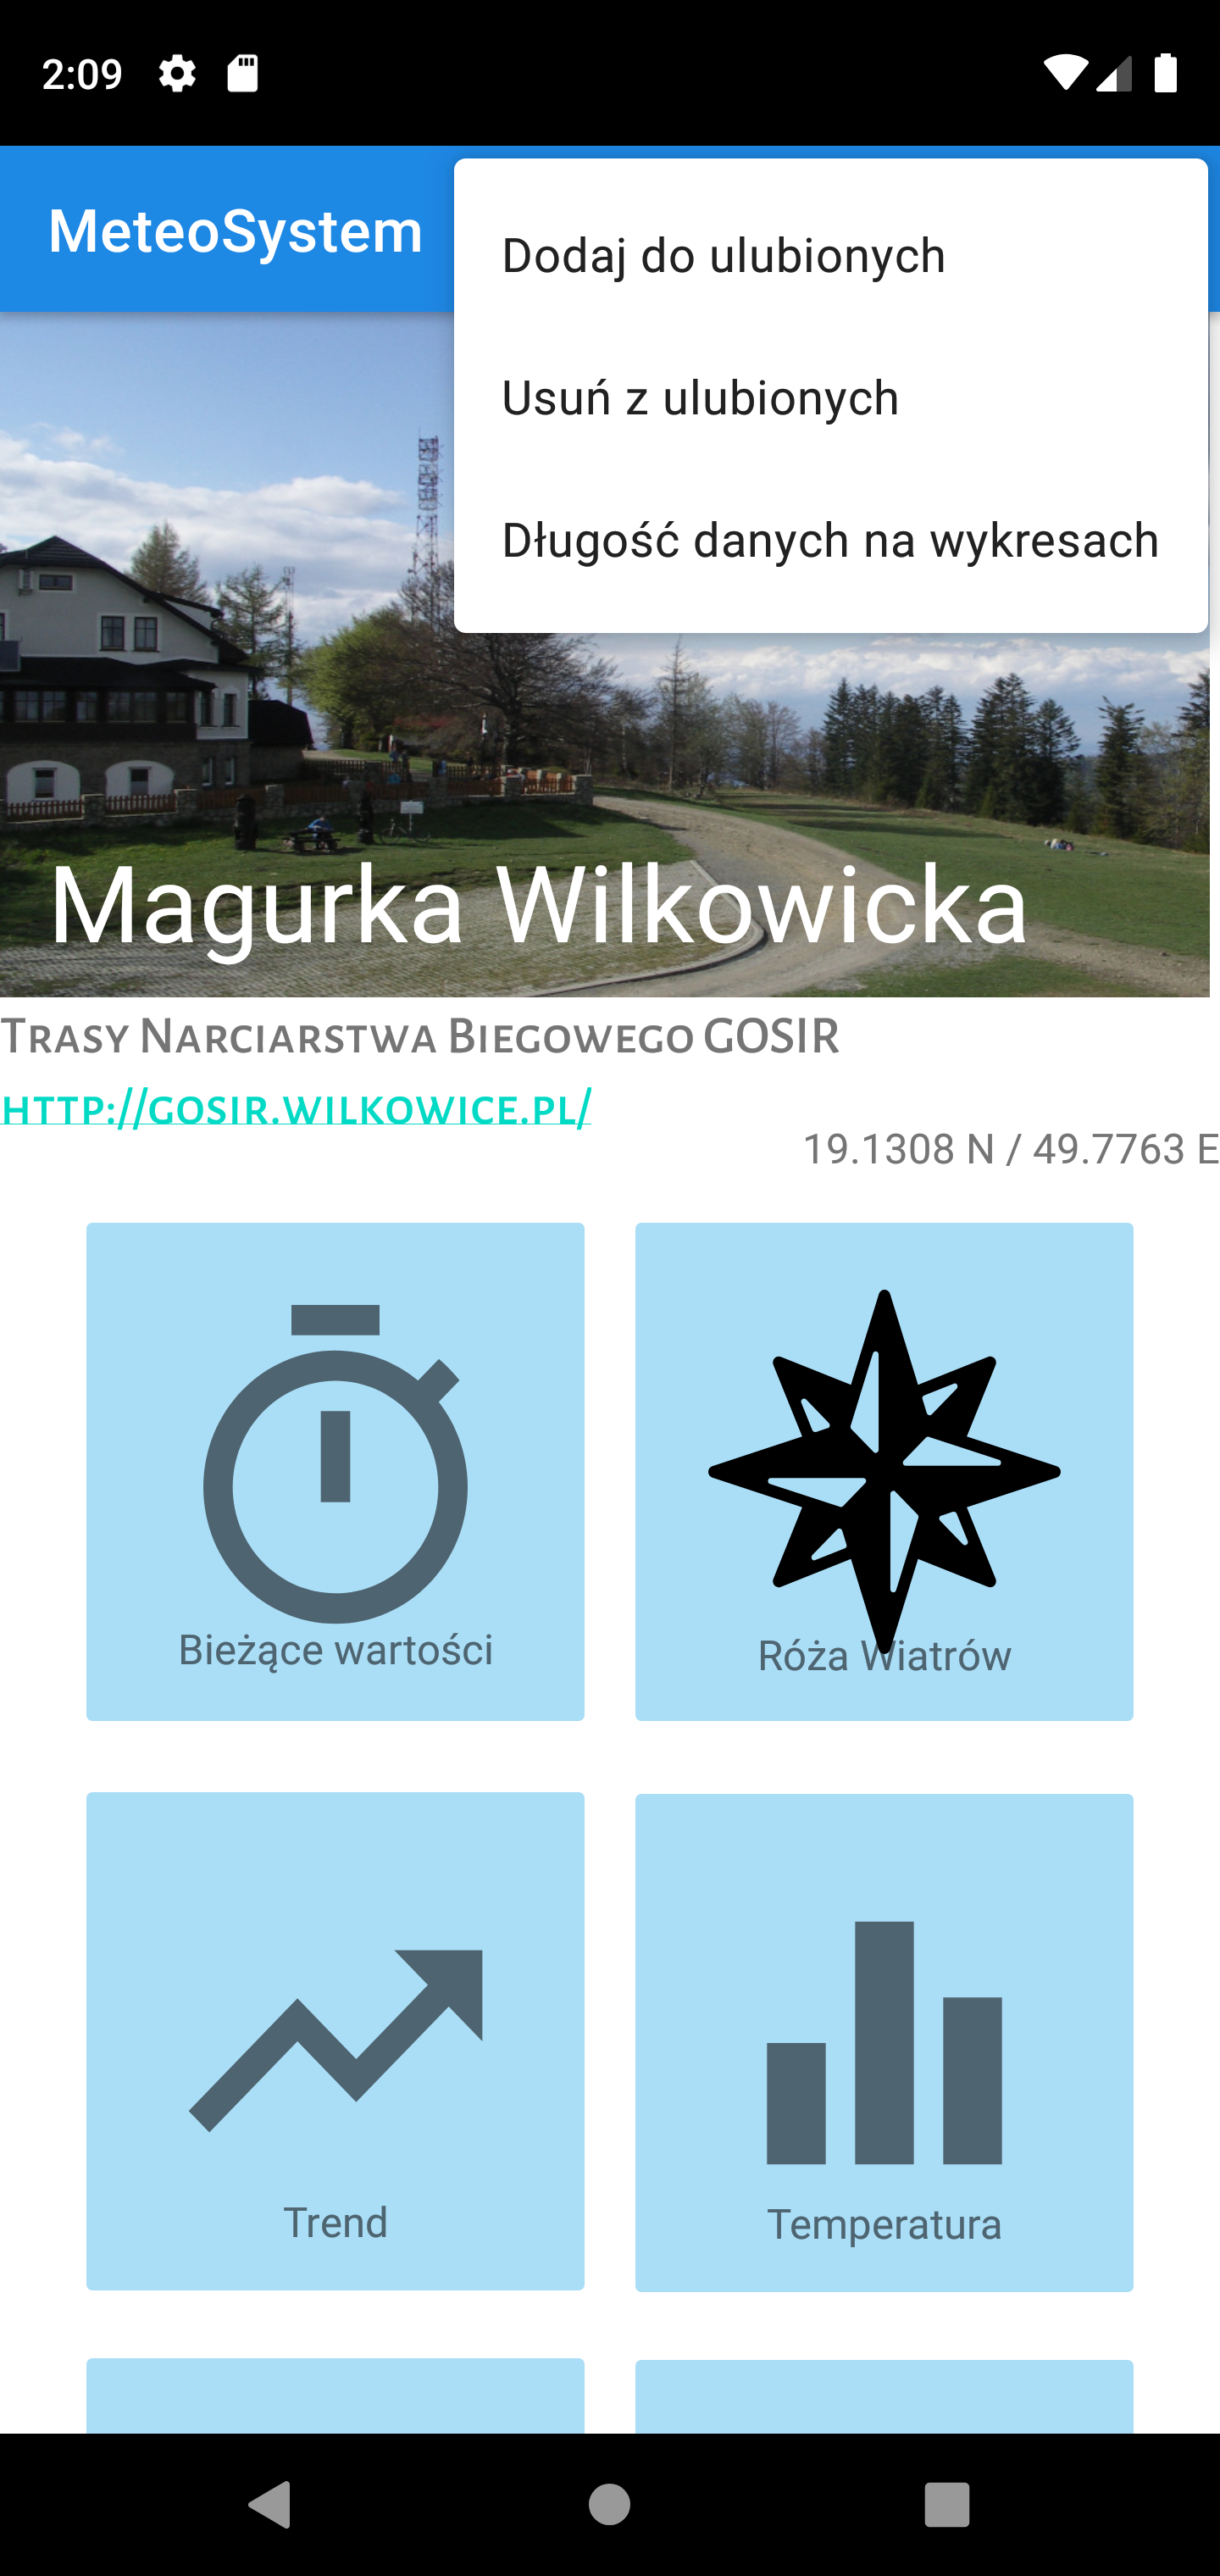 2:09
MeteoSystem
Dodaj do ulubionych
Usuń z ulubionych
Długość danych na wykresach
Magurka Wilkowicka
Trasy Narciarstwa Biegowego GOSIR
http://gosir.wilkowice.pl/
19.1308 N / 49.7763 E
Bieżące wartości
Róża Wiatrów
Trend
Temperatura